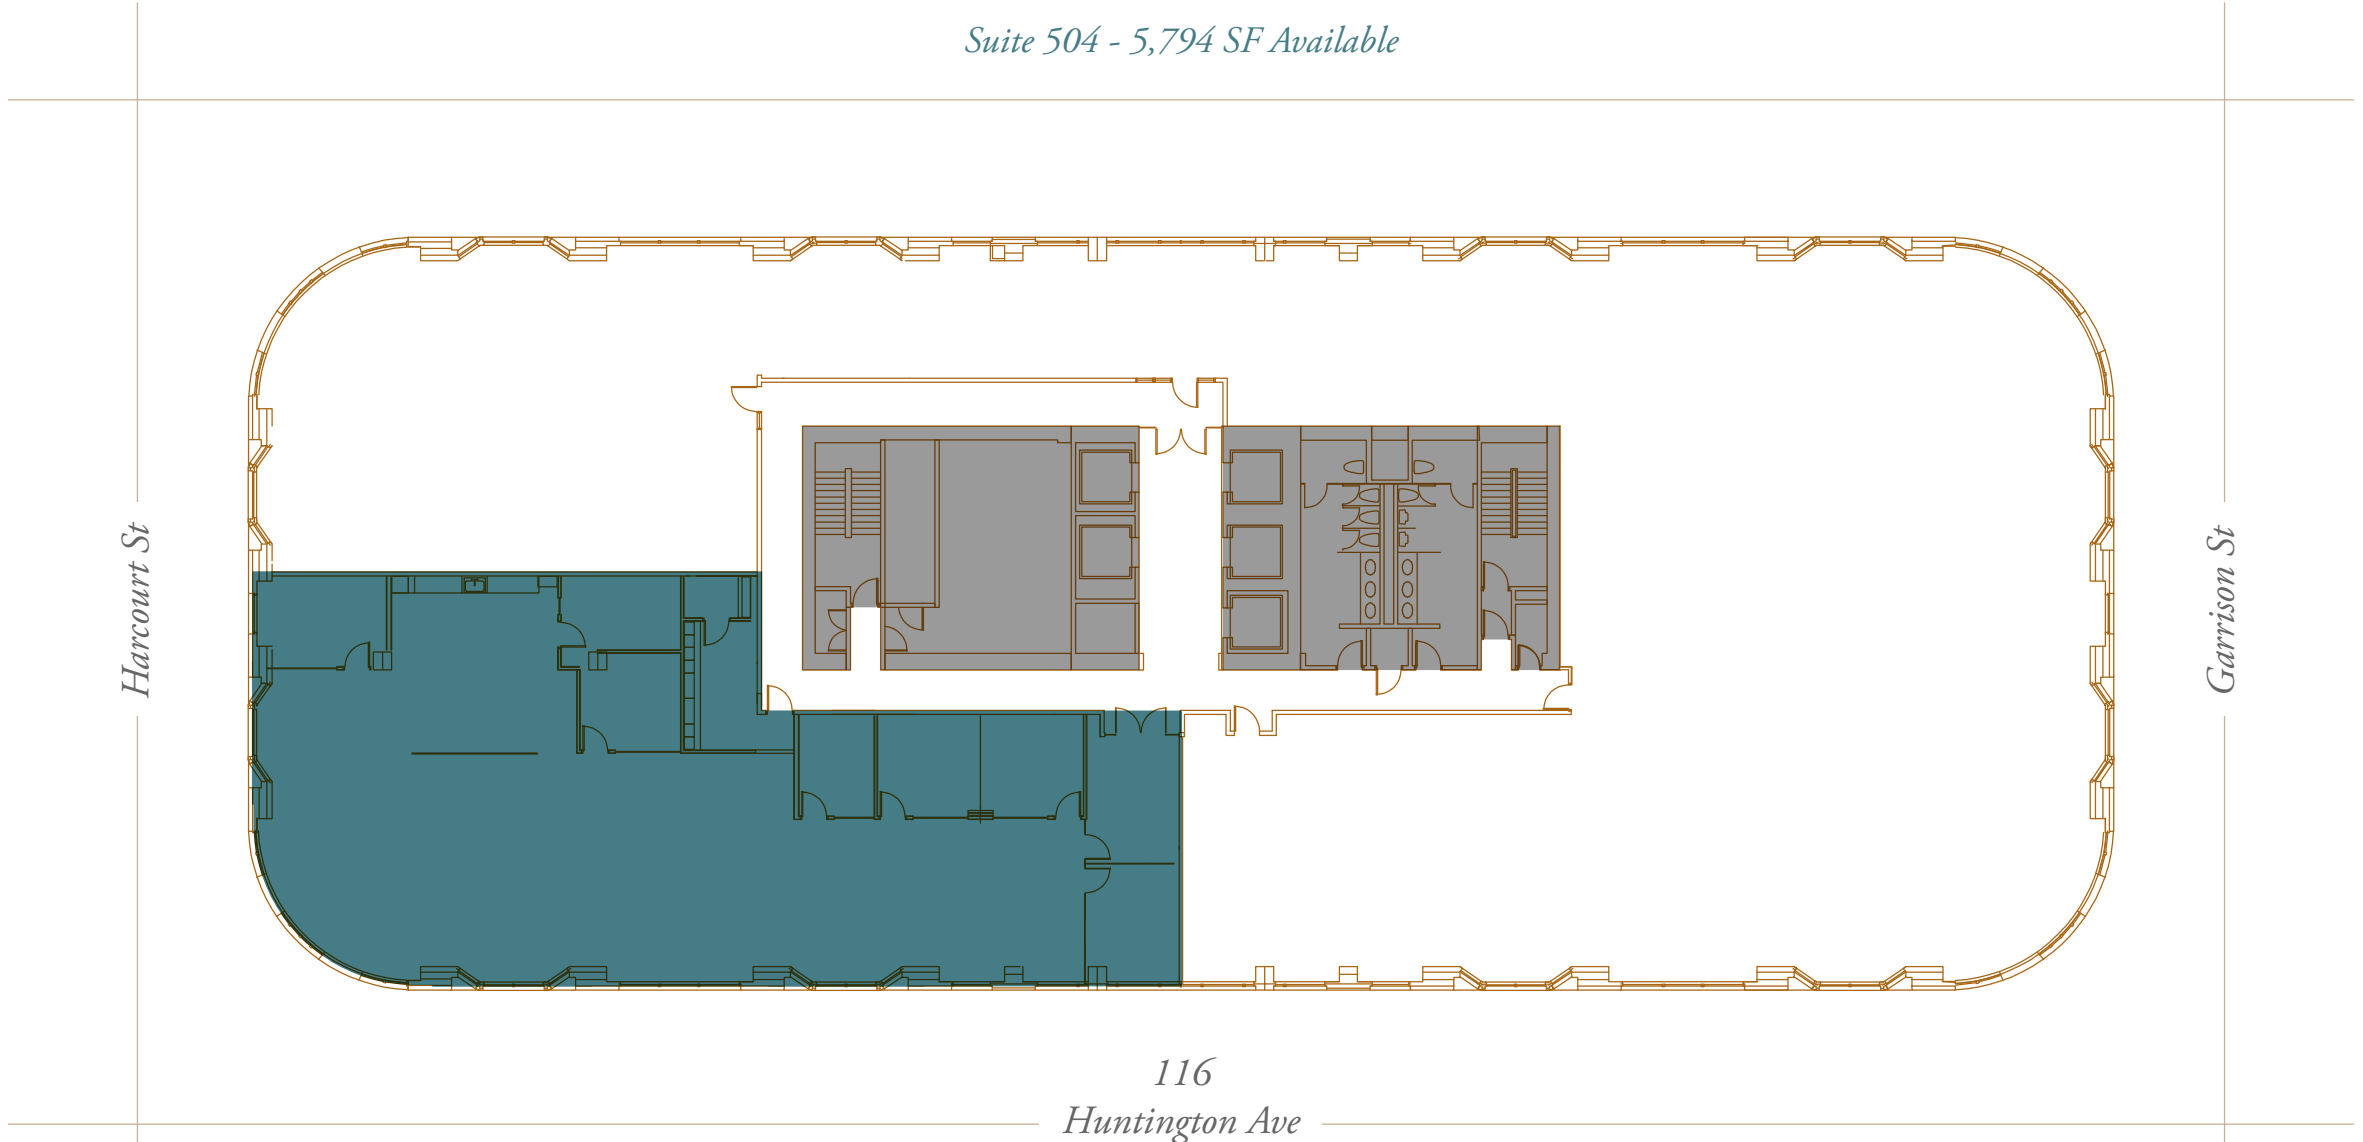 Suite 504 - 5,794 SF Available
Harcourt St
Garrison St
116
Huntington Ave